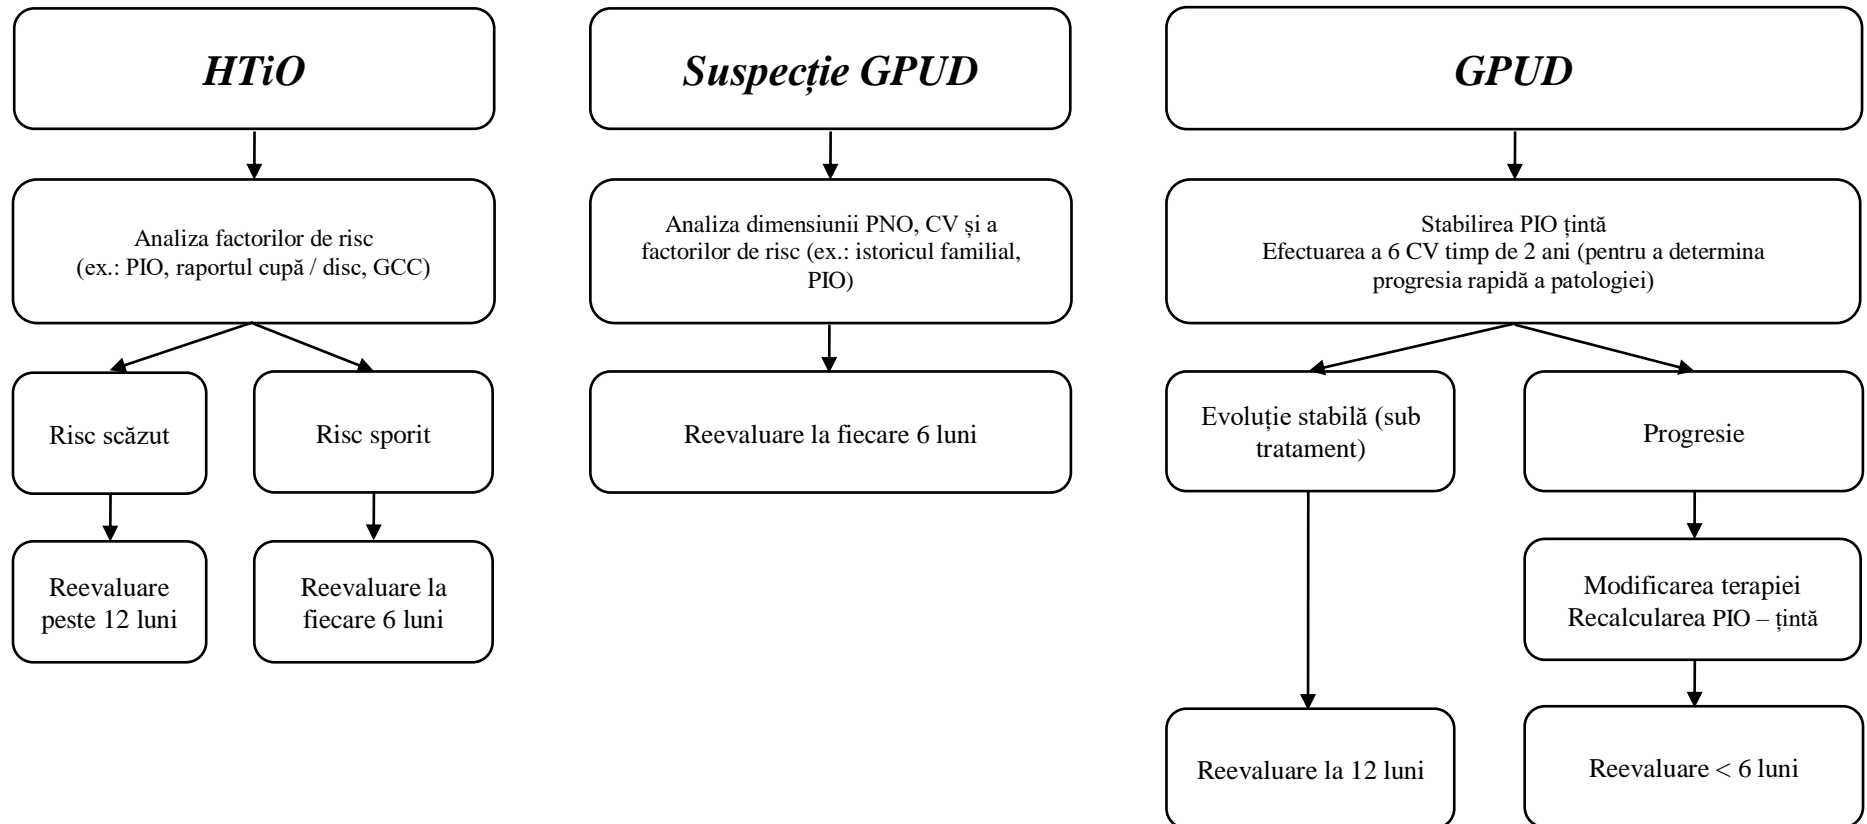 HTiO
Suspecție GPUD
GPUD
Analiza factorilor de risc
(ex.: PIO, raportul cupă / disc, GCC)
Analiza dimensiunii PNO, CV și a
factorilor de risc (ex.: istoricul familial,
PIO)
Stabilirea PIO țintă
Efectuarea a 6 CV timp de 2 ani (pentru a determina
progresia rapidă a patologiei)
Risc scăzut
Risc sporit
Reevaluare la fiecare 6 luni
Evoluție stabilă (sub
tratament)
Progresie
Reevaluare
peste 12 luni
Reevaluare la
fiecare 6 luni
Modificarea terapiei
Recalcularea PIO – țintă
Reevaluare la 12 luni
Reevaluare < 6 luni